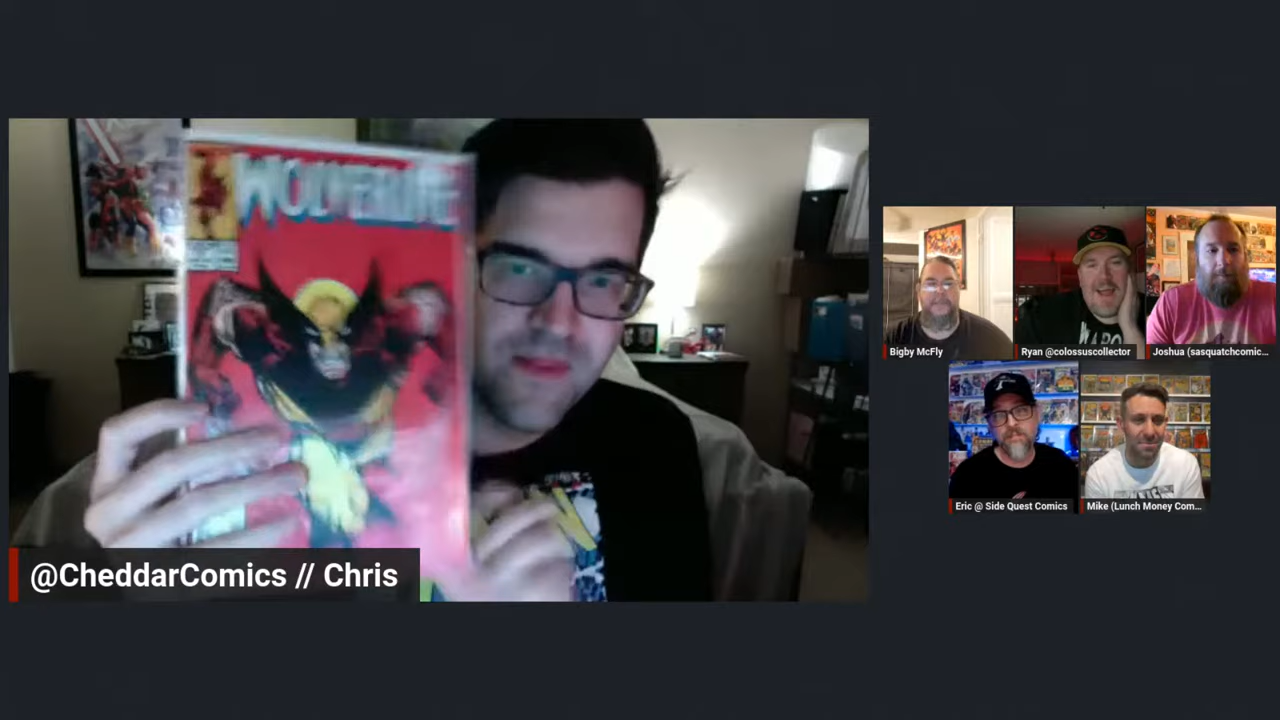 WOLVERINE
@CheddarComics // Chris
Bigby McFly
Ryan @colossuscollector
Joshua (sasquatchcomic...
Eric @ Side Quest Comics
Mike (Lunch Money Com...